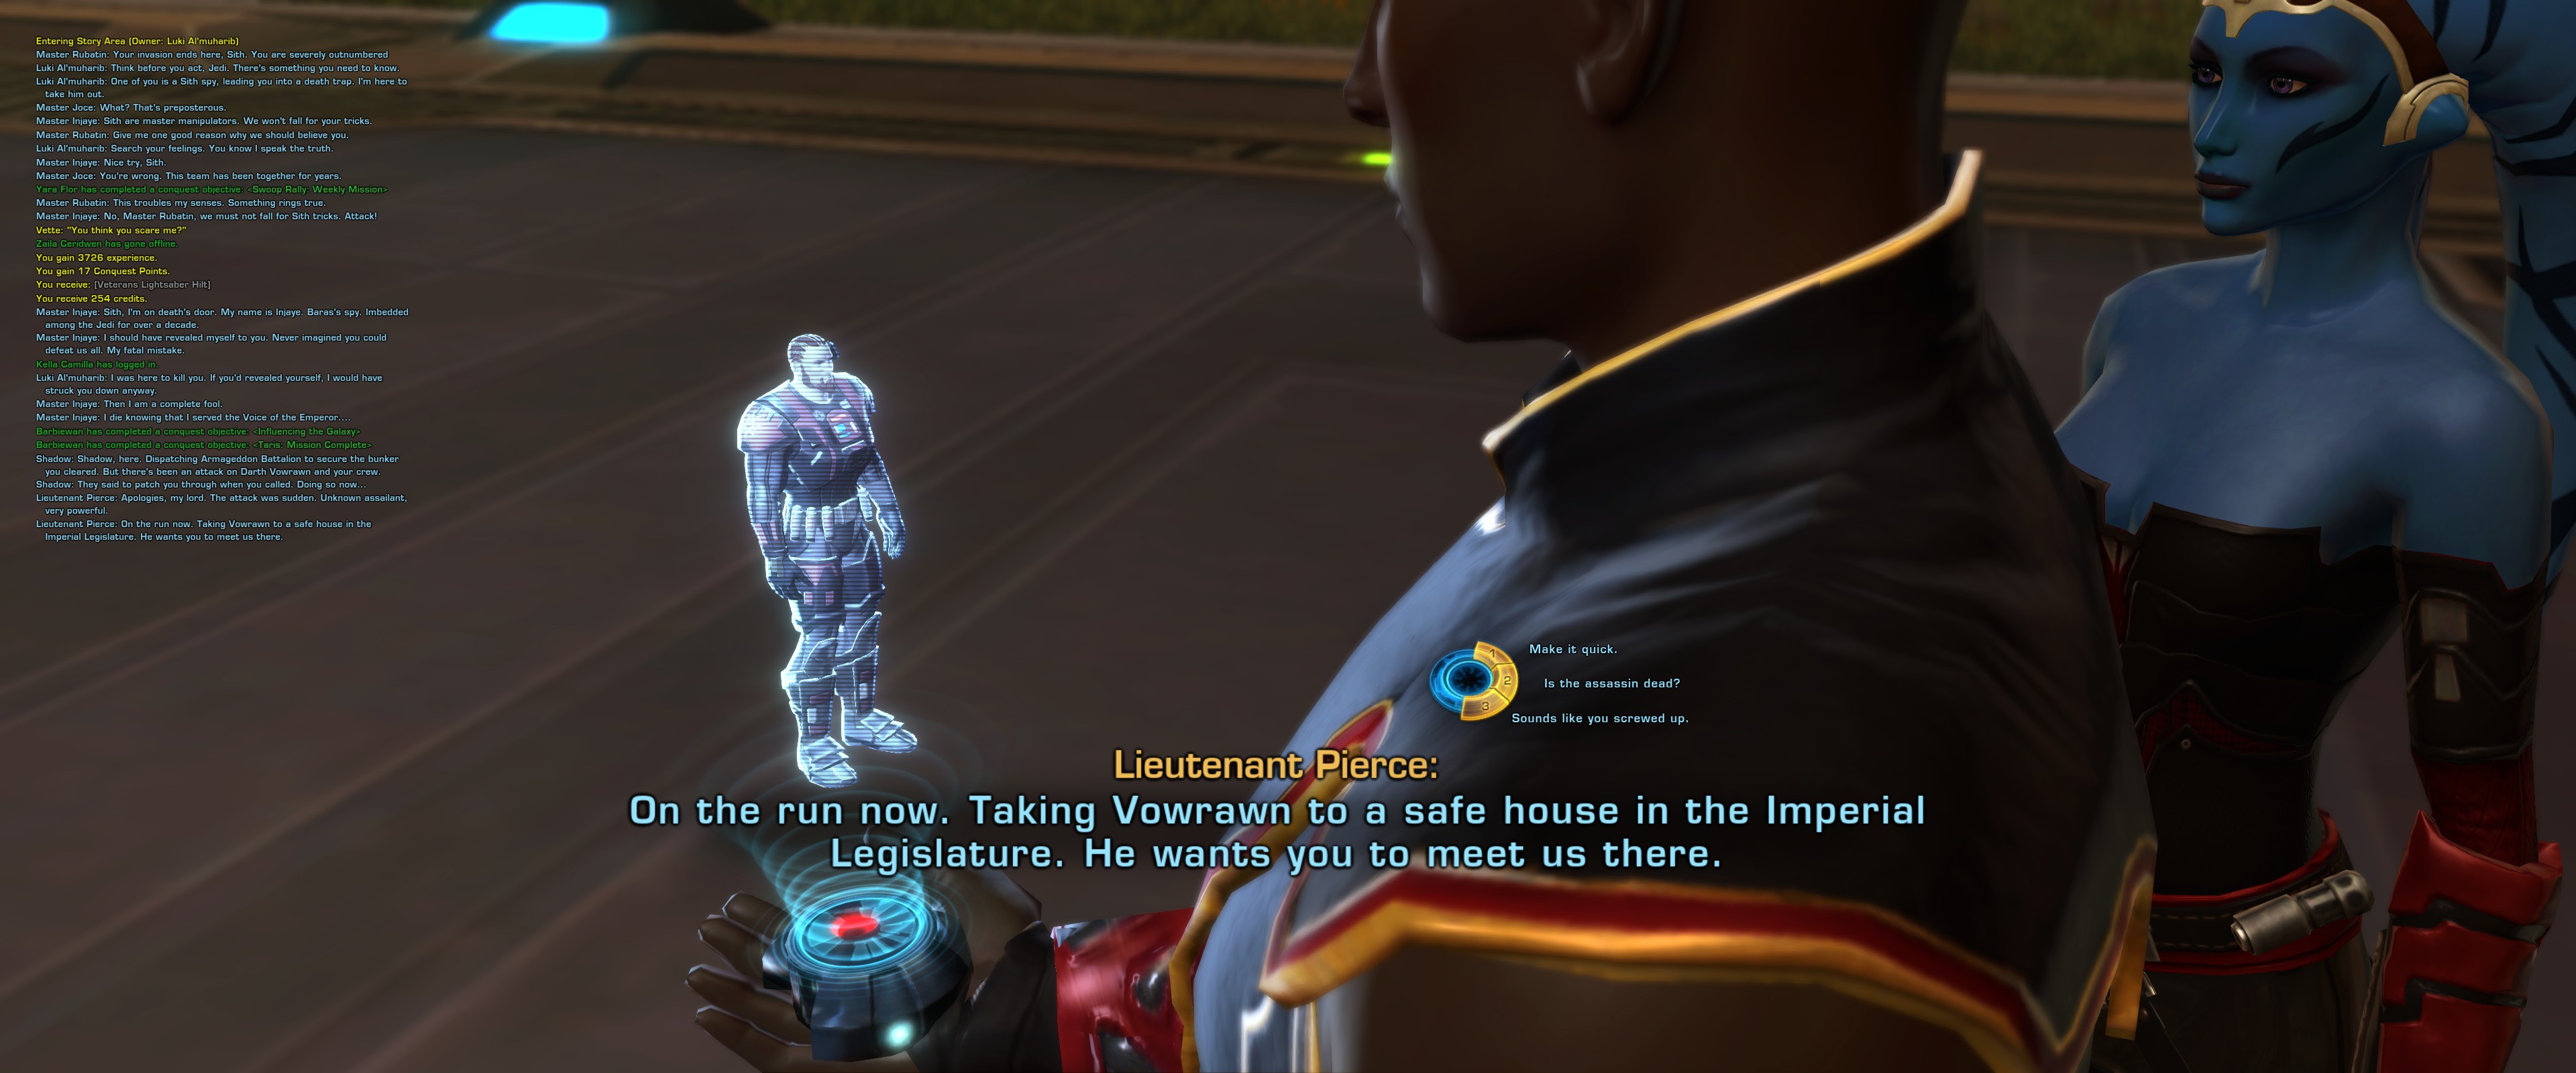 Entering Story Area (Owner: Luki Al'muharib)
Master Rubatin: Your invasion ends here, Sith. You are severely outnumbered
Luki Al'muharib: Think before you act, Jedi. There's something you need to know.
Luki Al'muharib: One of you is a Sith spy, leading you into a death trap. I'm here to
take him out.
Master Joce: What? That's preposterous.
Master Injaye: Sith are master manipulators. We won't fall for your tricks.
Master Rubatin: Give me one good reason why we should believe you.
Luki Al'muharib: Search your feelings. You know I speak the truth.
Master Injaye: Nice try, Sith.
Master Joce: You're wrong. This team has been together for years.
Yara Flor has completed a conquest objective: <Swoop Rally: Weekly Mission>
Master Rubatin: This troubles my senses. Something rings true.
Master Injaye: No, Master Rubatin, we must not fall for Sith tricks. Attack!
Vette: "You think you scare me?"
Zaila Ceridwen has gone offline.
You gain 3726 experience.
You gain 17 Conquest Points.
You receive: [Veterans Lightsaber Hilt]
You receive 254 credits.
Master Injaye: Sith, I'm on death's door. My name is Injaye. Baras's spy. Imbedded
among the Jedi for over a decade.
Master Injaye: I should have revealed myself to you. Never imagined you could
defeat us all. My fatal mistake.
Kella Camilla has logged in.
Luki Al'muharib: I was here to kill you. If you'd revealed yourself, I would have
struck you down anyway.
Master Injaye: Then I am a complete fool.
Master Injaye: I die knowing that I served the Voice of the Emperor....
Barbiewan has completed a conquest objective: <Influencing the Galaxy>
Barbiewan has completed a conquest objective: <Taris: Mission Complete>
Shadow: Shadow, here. Dispatching Armageddon Battalion to secure the bunker
you cleared. But there's been an attack on Darth Vowrawn and your crew.
Shadow: They said to patch you through when you called. Doing so now...
Lieutenant Pierce: Apologies, my lord. The attack was sudden. Unknown assailant,
very powerful.
Lieutenant Pierce: On the run now. Taking Vowrawn to a safe house in the
Imperial Legislature. He wants you to meet us there.
1 Make it quick.
2 Is the assassin dead?
3 Sounds like you screwed up.
Lieutenant Pierce:
On the run now. Taking Vowrawn to a safe house in the Imperial
Legislature. He wants you to meet us there.